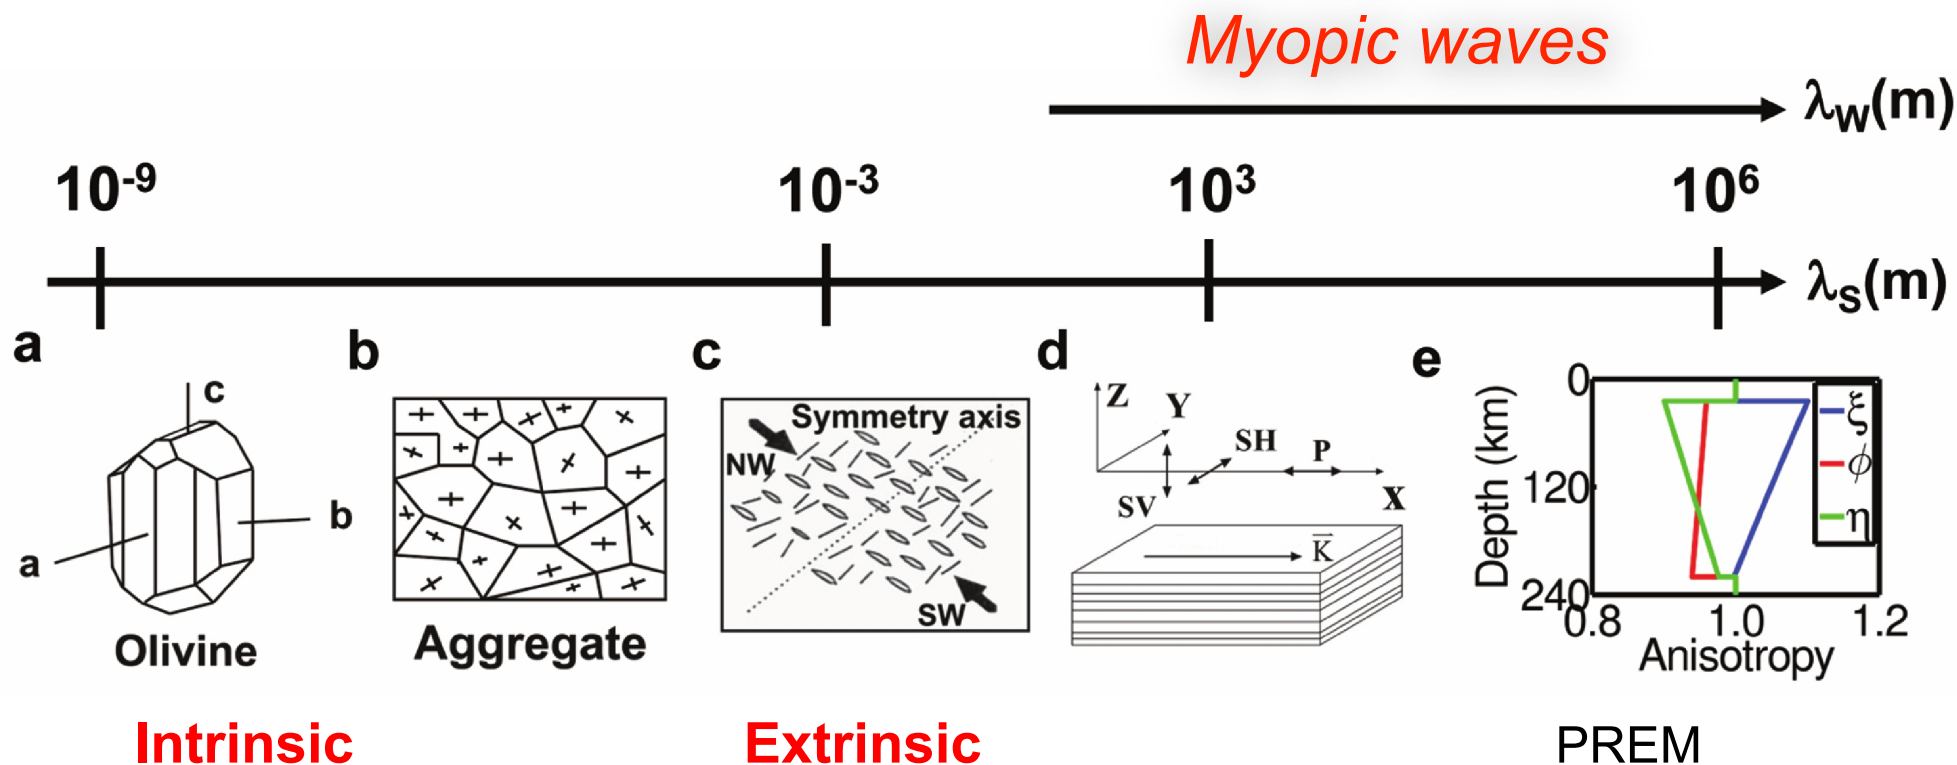 Myopic waves
λW(m)
10-9 10-3 10³ 10⁶
λS(m)
a b c d e
c
b
a
Olivine
Aggregate
Symmetry axis
NW
SW
Z
Y
SH
P
SV
X
K̅
0
120
240
Depth (km)
ξ
ϕ
η
0.8 1.0 1.2
Anisotropy
Intrinsic Extrinsic PREM